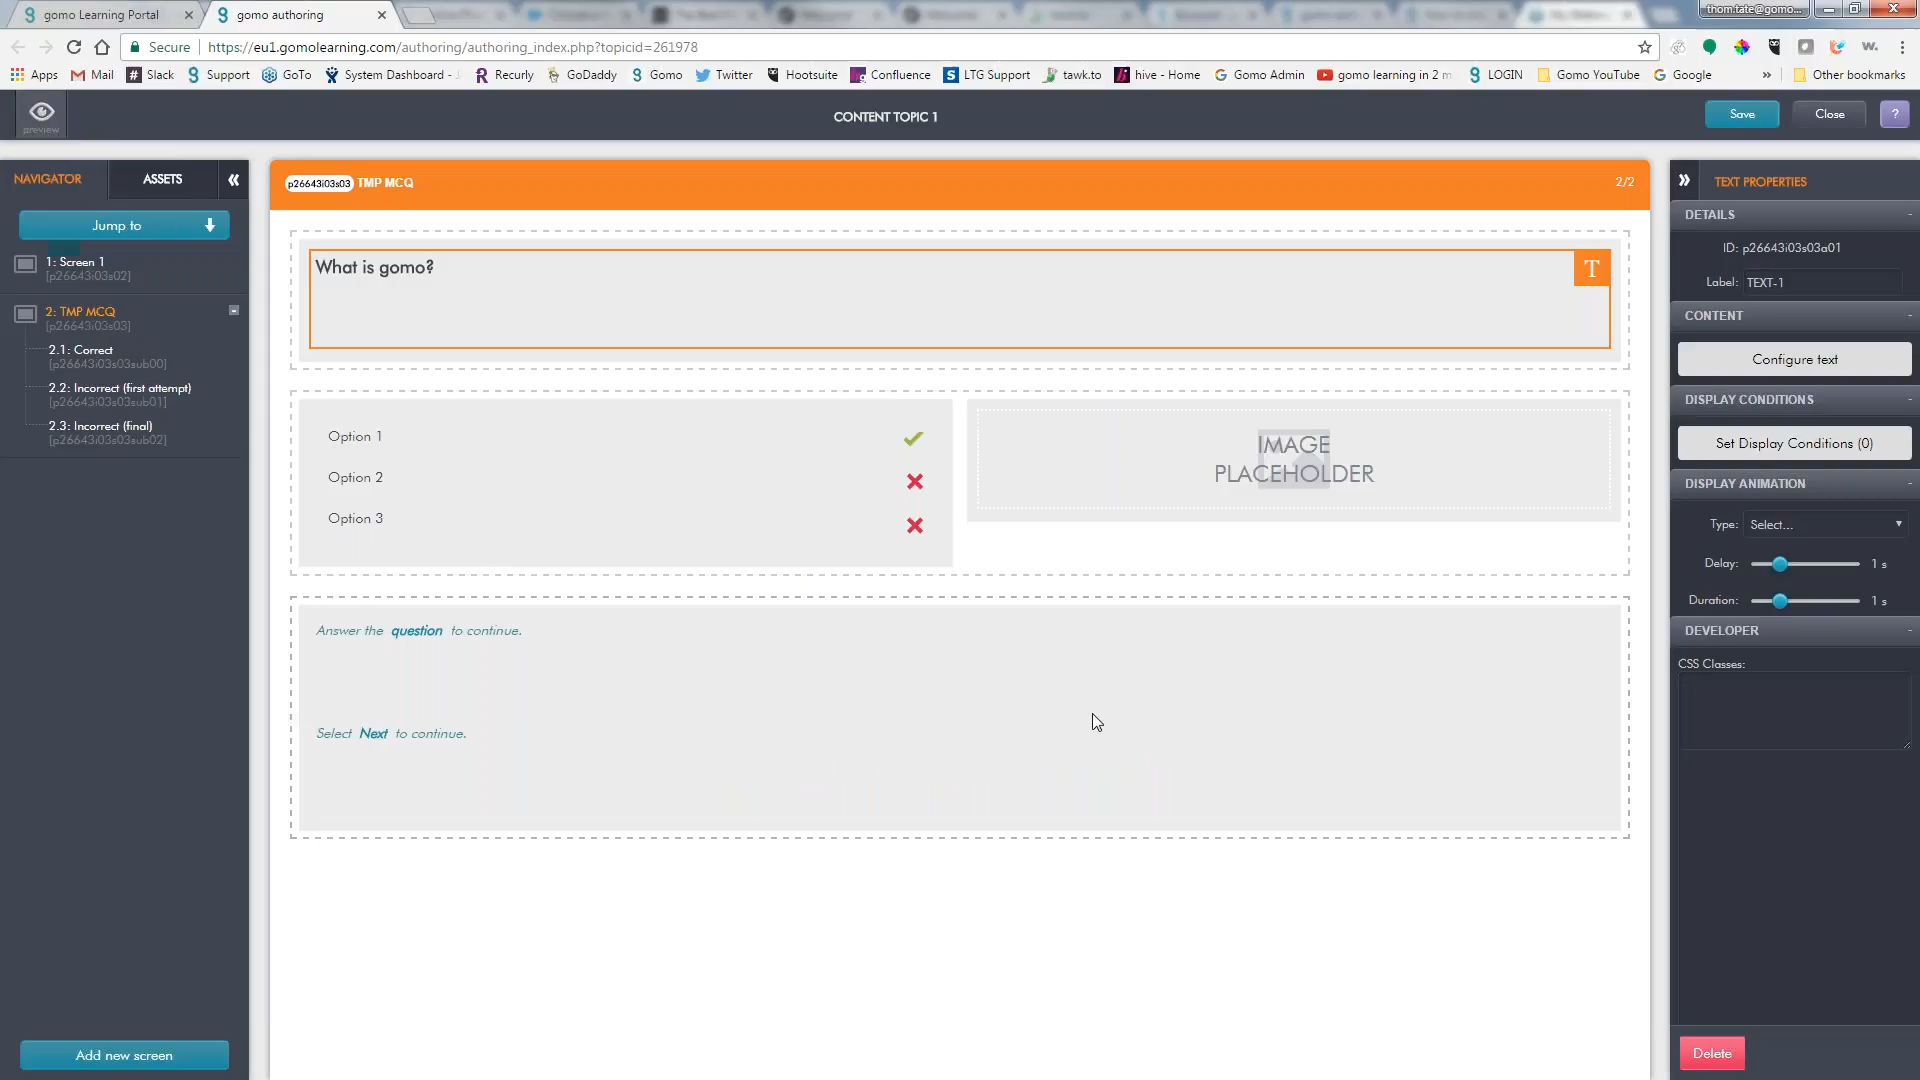 gomo Learning Portal
gomo authoring
thom.tate@gomo...
Secure
https://eu1.gomolearning.com/authoring/authoring_index.php?topicid=261978
Apps
Mail
Slack
Support
GoTo
System Dashboard -
Recurly
GoDaddy
Gomo
Twitter
Hootsuite
Confluence
LTG Support
tawk.to
hive - Home
Gomo Admin
gomo learning in 2 m
LOGIN
Gomo YouTube
Google
»
Other bookmarks
preview
CONTENT TOPIC 1
Save
Close
?
NAVIGATOR
ASSETS
Jump to
1: Screen 1
[p26643i03s02]
2: TMP MCQ
[p26643i03s03]
2.1: Correct
[p26643i03s03sub00]
2.2: Incorrect (first attempt)
[p26643i03s03sub01]
2.3: Incorrect (final)
[p26643i03s03sub02]
Add new screen
p26643i03s03 TMP MCQ
2/2
What is gomo?
T
Option 1
Option 2
Option 3
IMAGE
PLACEHOLDER
Answer the question to continue.
Select Next to continue.
TEXT PROPERTIES
DETAILS
ID: p26643i03s03a01
Label: TEXT-1
CONTENT
Configure text
DISPLAY CONDITIONS
Set Display Conditions (0)
DISPLAY ANIMATION
Type: Select...
Delay: 1 s
Duration: 1 s
DEVELOPER
CSS Classes:
Delete